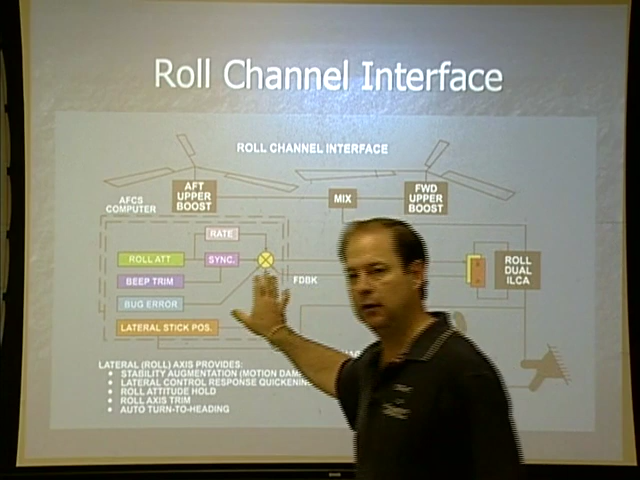 Roll Channel Interface
ROLL CHANNEL INTERFACE
AFT UPPER BOOST
MIX
FWD UPPER BOOST
AFCS COMPUTER
RATE
ROLL ATT
SYNC.
BEEP TRIM
FDBK
ROLL DUAL ILCA
BUG ERROR
LATERAL STICK POS.
LATERAL (ROLL) AXIS PROVIDES:
• STABILITY AUGMENTATION (MOTION
• LATERAL CONTROL RESPONSE
• ROLL ATTITUDE HOLD
• ROLL AXIS TRIM
• AUTO TURN-TO-HEADING